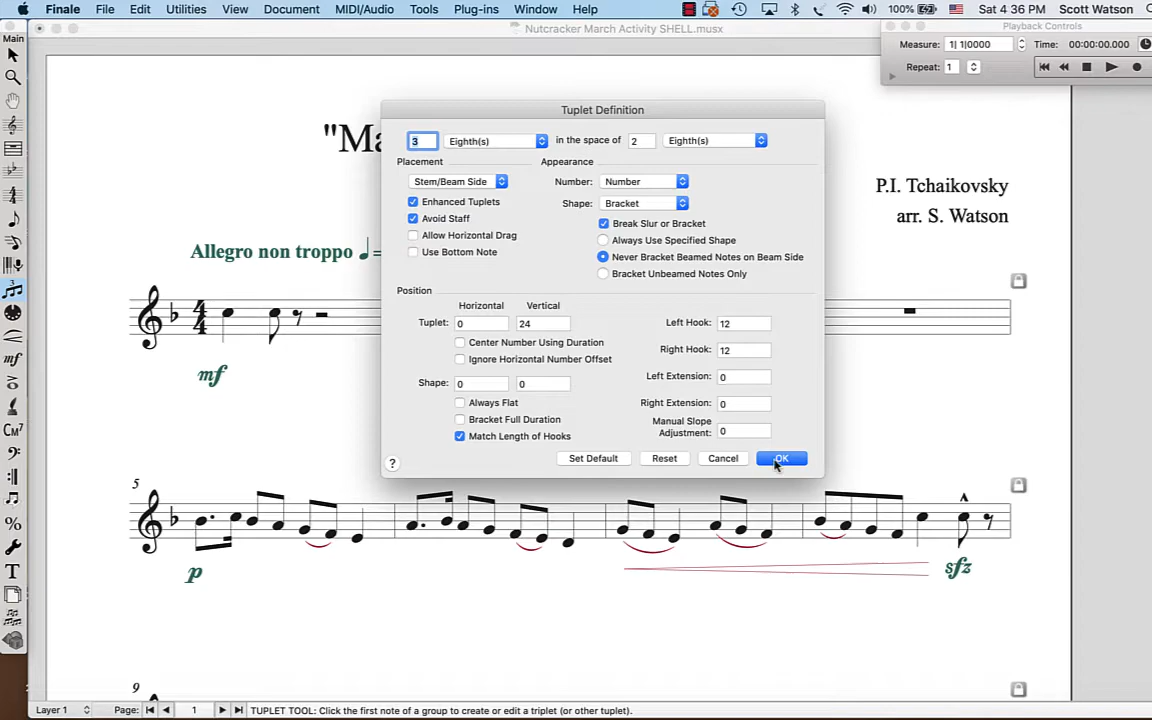 Finale File Edit Utilities View Document MIDI/Audio Tools Plug-ins Window Help 100% Sat 4:36 PM Scott Watson
Nutcracker March Activity SHELL.musx
Playback Controls
Main
Measure: 1| 1|0000 Time: 00:00:00.000
Repeat: 1
Tuplet Definition
3 Eighth(s) in the space of 2 Eighth(s)
Placement Appearance
Stem/Beam Side Number: Number
Enhanced Tuplets Shape: Bracket
Avoid Staff Break Slur or Bracket
Allow Horizontal Drag Always Use Specified Shape
Use Bottom Note Never Bracket Beamed Notes on Beam Side
Bracket Unbeamed Notes Only
Position
Horizontal Vertical
Tuplet: 0 24 Left Hook: 12
Center Number Using Duration Right Hook: 12
Ignore Horizontal Number Offset
Shape: 0 0 Left Extension: 0
Always Flat Right Extension: 0
Bracket Full Duration
Match Length of Hooks Manual Slope Adjustment: 0
? Set Default Reset Cancel OK
"Ma
P.I. Tchaikovsky
arr. S. Watson
Allegro non troppo ♩=
4
4
mf
5
p sfz
9
mf
CM7
%
T
Layer 1 Page: 1 TUPLET TOOL: Click the first note of a group to create or edit a triplet (or other tuplet).